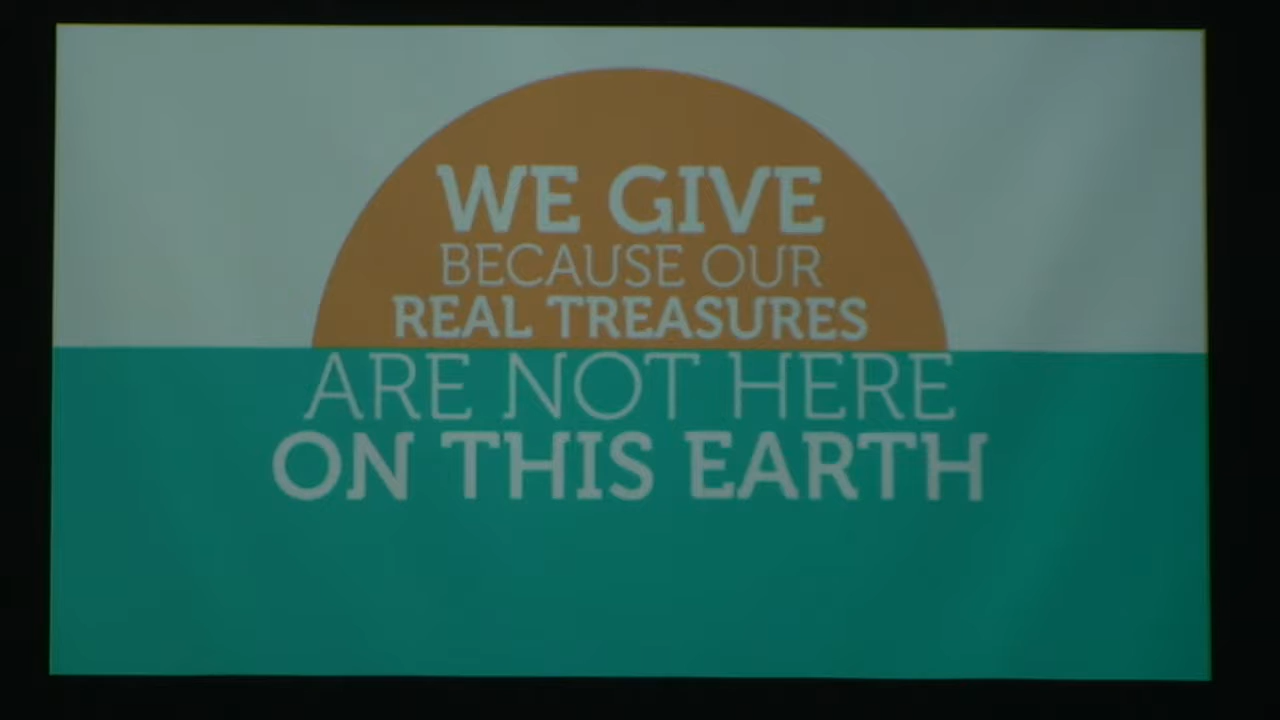 WE GIVE
BECAUSE OUR
REAL TREASURES
ARE NOT HERE
ON THIS EARTH